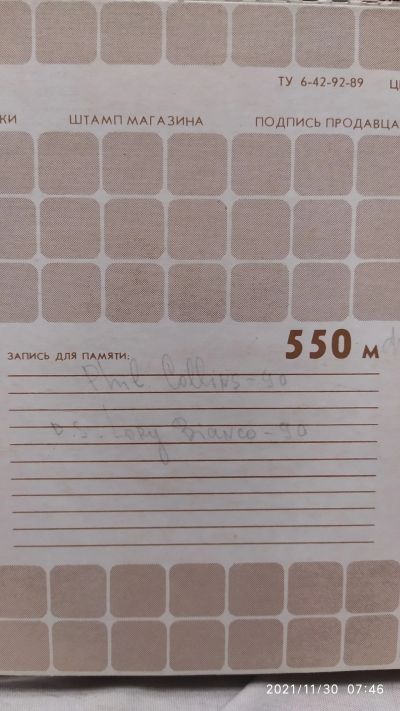 ТУ 6-42-92-89
ШТАМП МАГАЗИНА
ПОДПИСЬ ПРОДАВЦА
550 м
ЗАПИСЬ ДЛЯ ПАМЯТИ:
Phil Collins - 90
Lory Bianco - 90
2021/11/30 07:46